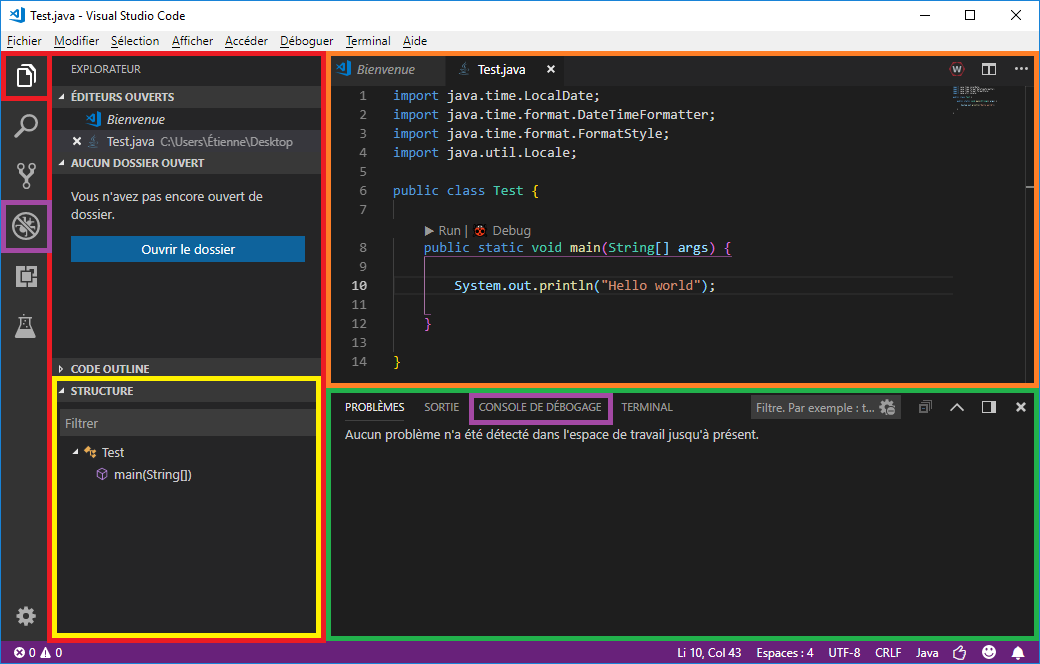 Test.java - Visual Studio Code
Fichier Modifier Sélection Afficher Accéder Déboguer Terminal Aide
EXPLORATEUR
ÉDITEURS OUVERTS
Bienvenue
Test.java C:\Users\Étienne\Desktop
AUCUN DOSSIER OUVERT
Vous n'avez pas encore ouvert de
dossier.
Ouvrir le dossier
CODE OUTLINE
STRUCTURE
Filtrer
Test
main(String[])
Bienvenue Test.java W
1 import java.time.LocalDate;
2 import java.time.format.DateTimeFormatter;
3 import java.time.format.FormatStyle;
4 import java.util.Locale;
5
6 public class Test {
7
Run | Debug
8 public static void main(String[] args) {
9
10 System.out.println("Hello world");
11
12 }
13
14 }
PROBLÈMES SORTIE CONSOLE DE DÉBOGAGE TERMINAL Filtre. Par exemple : t...
Aucun problème n'a été détecté dans l'espace de travail jusqu'à présent.
0 0 Li 10, Col 43 Espaces : 4 UTF-8 CRLF Java